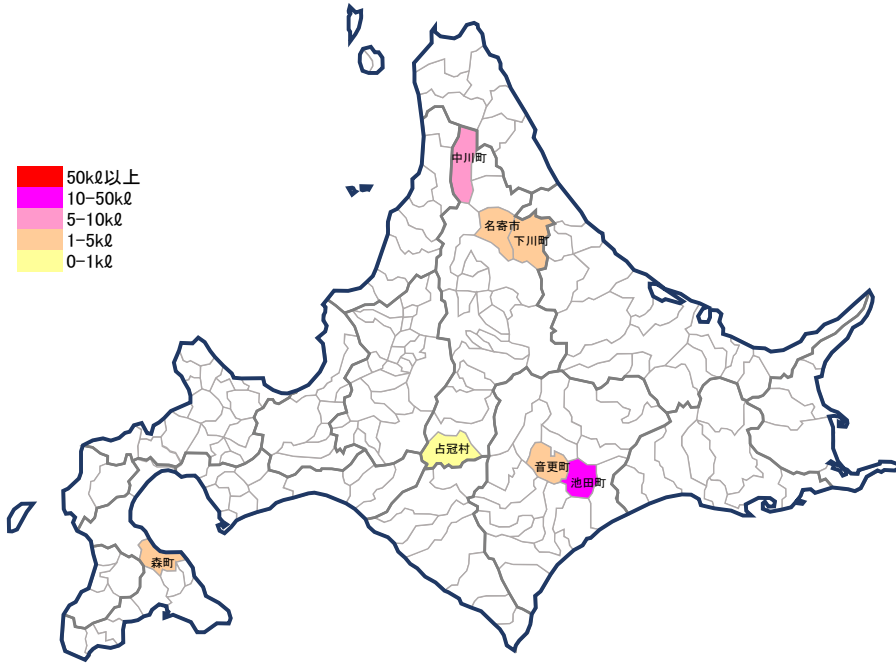 中川町
50kℓ以上
10-50kℓ
5-10kℓ
1-5kℓ
0-1kℓ
名寄市
下川町
占冠村
音更町
池田町
森町